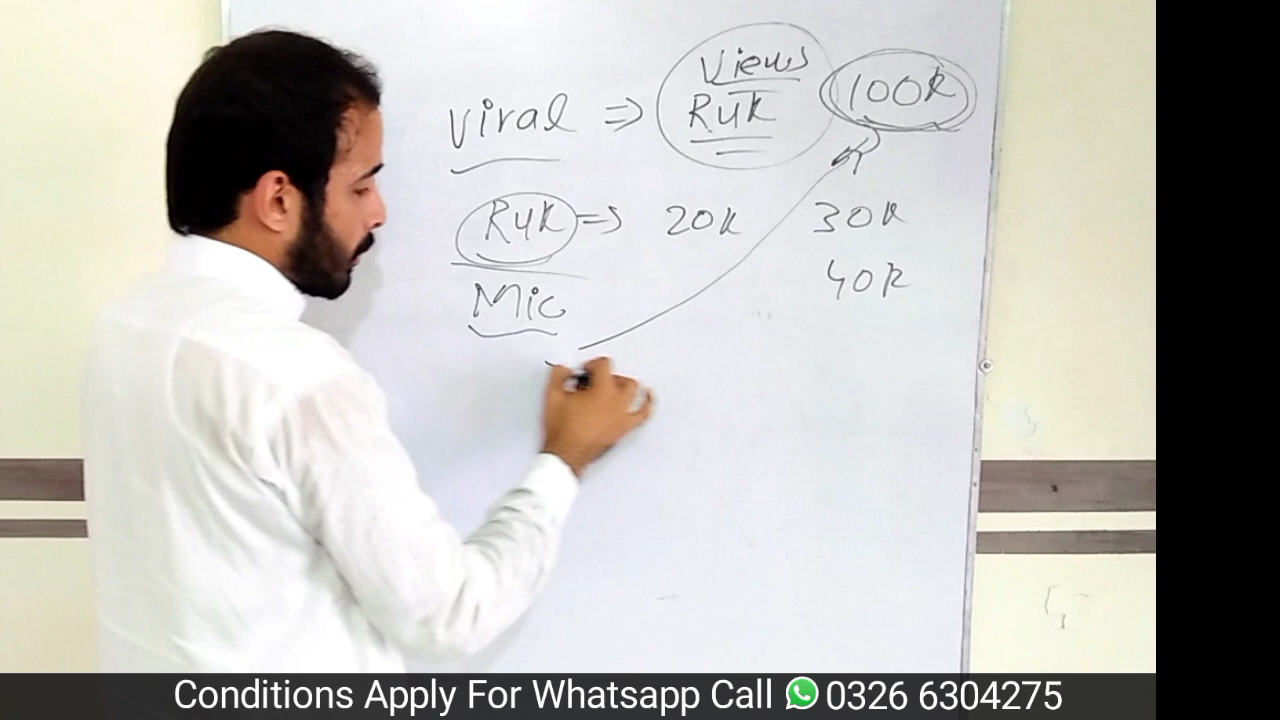 Views
viral => Ruk 100k
Ruk => 20k 30k
40k
Mic
Conditions Apply For Whatsapp Call 0326 6304275